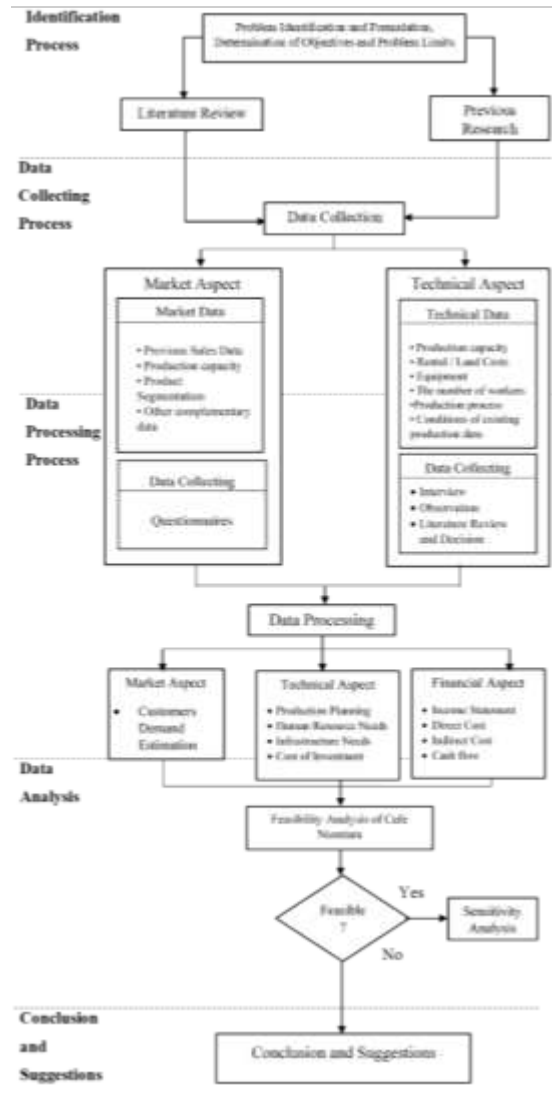 Identification
Process
Problem Identification and Formulation,
Determination of Objectives and Problem Limits
Literature Review
Previous
Research
Data
Collecting
Process
Data Collection
Market Aspect
Market Data
• Previous Sales Data
• Production capacity
• Product
Segmentation
• Other complementary
data
Data Collecting
Questionnaires
Technical Aspect
Technical Data
• Production capacity
• Rental / Land Costs
• Equipment
• The number of workers
•Production process
• Conditions of existing
production data
Data Collecting
• Interview
• Observation
• Literature Review
and Decision
Data
Processing
Process
Data Processing
Market Aspect
• Customers
Demand
Estimation
Technical Aspect
• Production Planning
• Human Resource Needs
• Infrastructure Needs
• Cost of Investment
Financial Aspect
• Income Statement
• Direct Cost
• Indirect Cost
• Cash flow
Data
Analysis
Feasibility Analysis of Cafe
Feasible
?
Yes
No
Sensitivity
Analysis
Conclusion
and
Suggestions
Conclusion and Suggestions